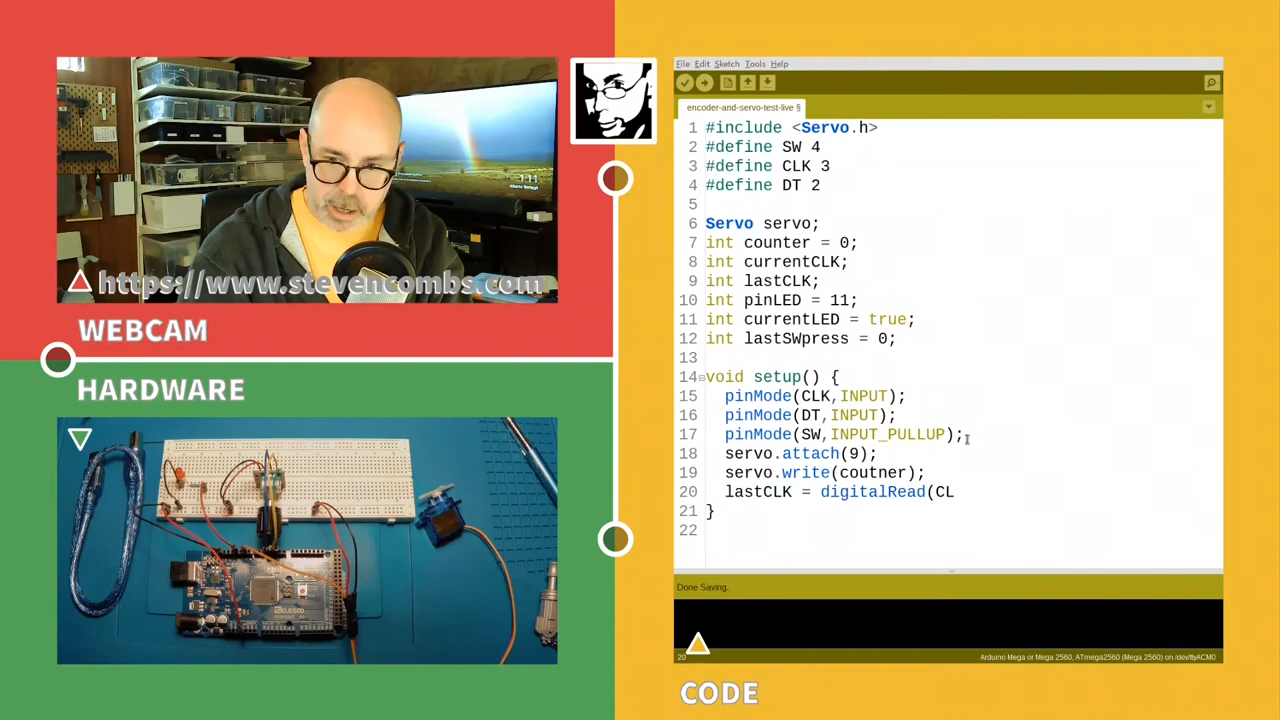 https://www.stevencombs.com
WEBCAM
HARDWARE
File Edit Sketch Tools Help
encoder-and-servo-test-live §
1 #include <Servo.h>
2 #define SW 4
3 #define CLK 3
4 #define DT 2
5
6 Servo servo;
7 int counter = 0;
8 int currentCLK;
9 int lastCLK;
10 int pinLED = 11;
11 int currentLED = true;
12 int lastSWpress = 0;
13
14 void setup() {
15 pinMode(CLK,INPUT);
16 pinMode(DT,INPUT);
17 pinMode(SW,INPUT_PULLUP);
18 servo.attach(9);
19 servo.write(coutner);
20 lastCLK = digitalRead(CL
21 }
22
Done Saving.
20
Arduino Mega or Mega 2560, ATmega2560 (Mega 2560) on /dev/ttyACM0
CODE
1:11
ELEGOO